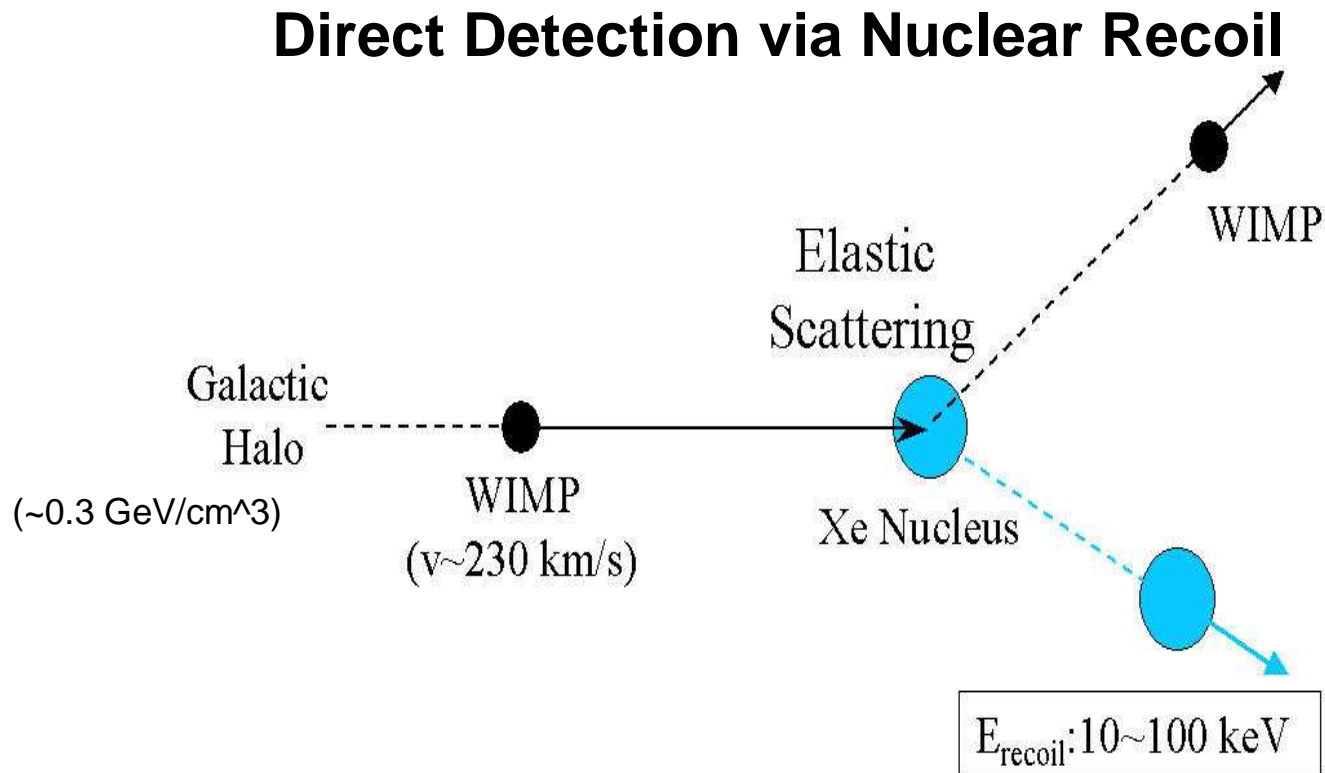 Direct Detection via Nuclear Recoil
WIMP
Elastic
Scattering
Galactic
Halo
(~0.3 GeV/cm^3)
WIMP
(v~230 km/s)
Xe Nucleus
E_recoil:10~100 keV